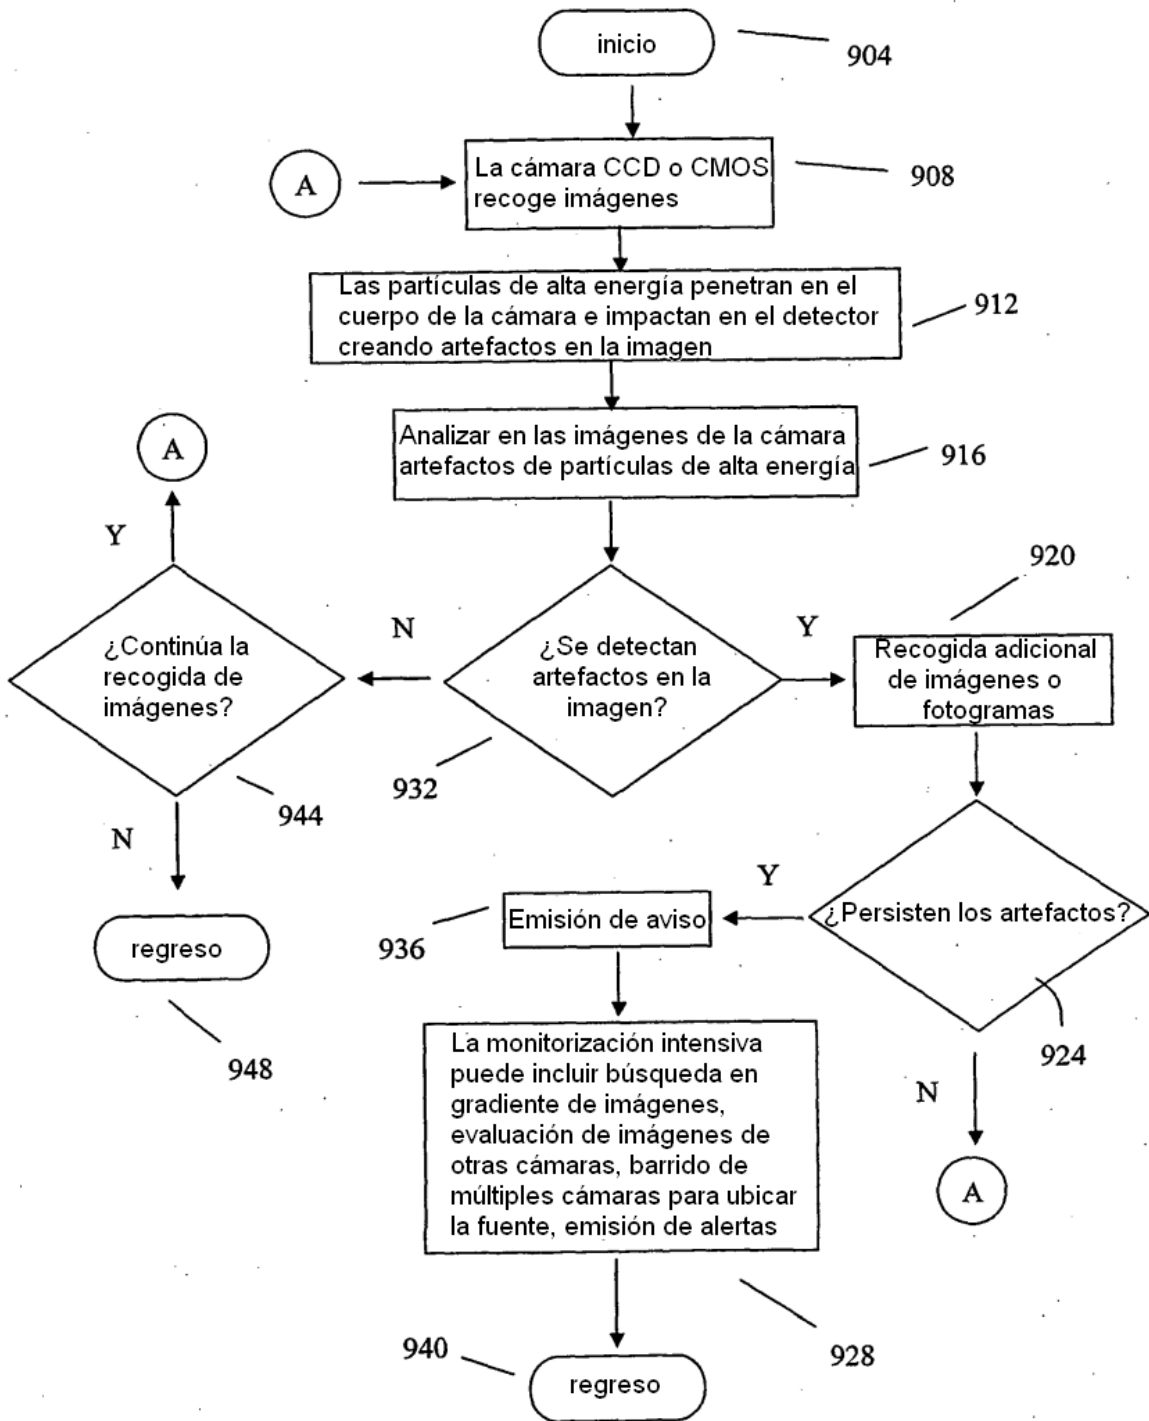 inicio
904
A
La cámara CCD o CMOS
recoge imágenes
908
Las partículas de alta energía penetran en el
cuerpo de la cámara e impactan en el detector
creando artefactos en la imagen
912
Analizar en las imágenes de la cámara
artefactos de partículas de alta energía
916
A
Y
¿Continúa la
recogida de
imágenes?
944
N
regreso
948
N
¿Se detectan
artefactos en la
imagen?
932
Y
920
Recogida adicional
de imágenes o
fotogramas
¿Persisten los artefactos?
924
N
A
Y
Emisión de aviso
936
La monitorización intensiva
puede incluir búsqueda en
gradiente de imágenes,
evaluación de imágenes de
otras cámaras, barrido de
múltiples cámaras para ubicar
la fuente, emisión de alertas
928
940
regreso